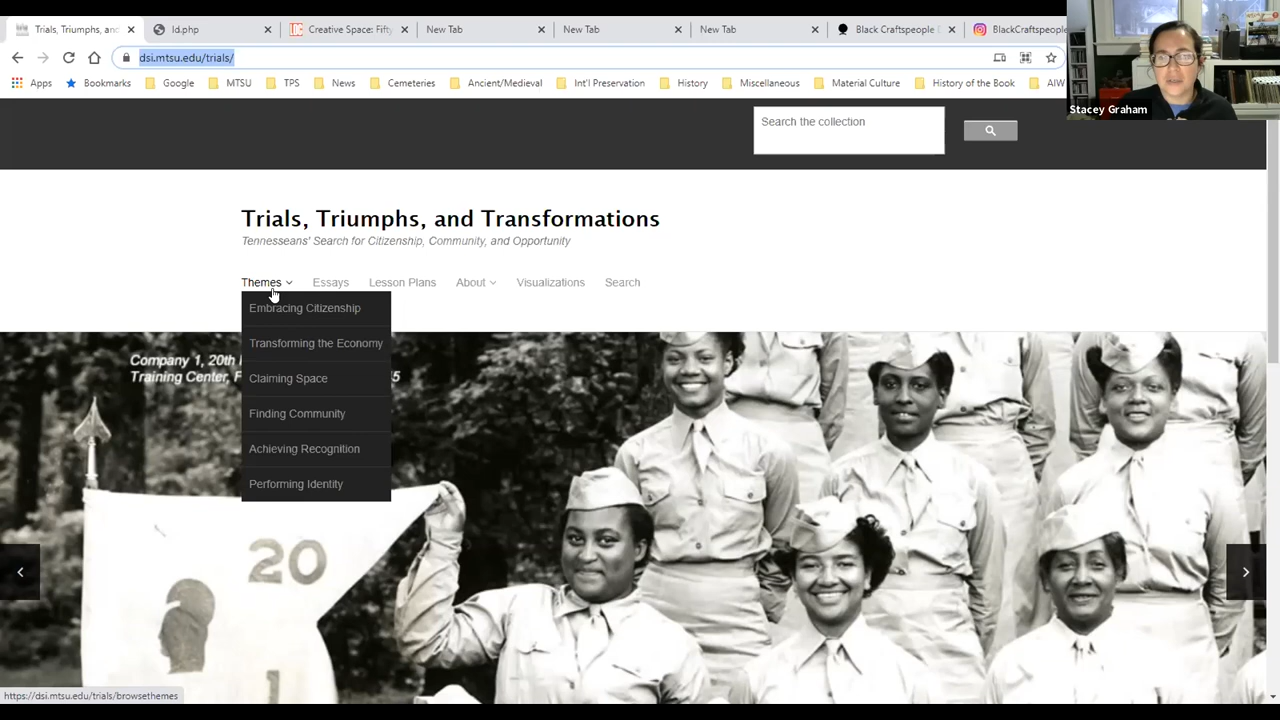 Trials, Triumphs, and
ld.php
Creative Space: Fifty
New Tab
New Tab
New Tab
Black Craftspeople
BlackCraftspeople
dsi.mtsu.edu/trials/
Apps
Bookmarks
Google
MTSU
TPS
News
Ancient/Medieval
Int'l Preservation
History
Miscellaneous
Material Culture
History of the Book
AIW
Stacey Graham
Search the collection
Trials, Triumphs, and Transformations
Tennesseans' Search for Citizenship, Community, and Opportunity
Themes Essays Lesson Plans About Visualizations Search
Embracing Citizenship
Transforming the Economy
Claiming Space
Finding Community
Achieving Recognition
Performing Identity
Company 1, 20th
Training Center, F
5
20
1
https://dsi.mtsu.edu/trials/browsethemes